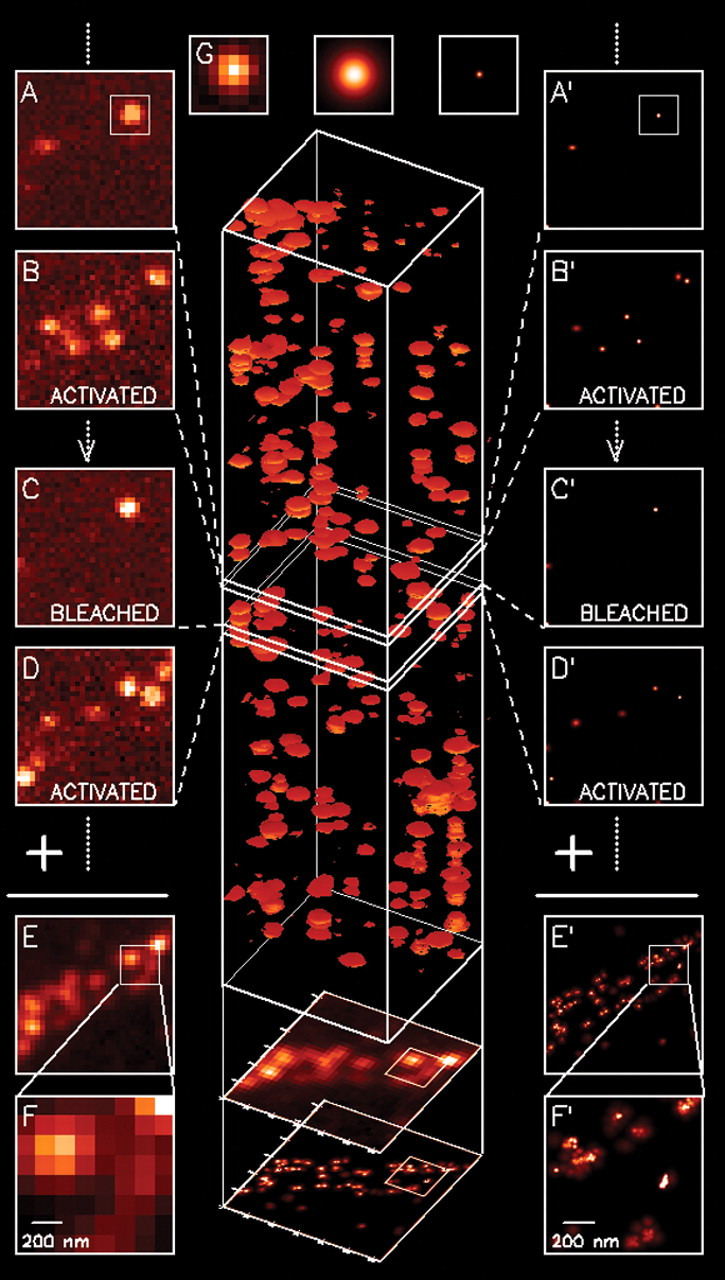 G
A
A'
B
ACTIVATED
B'
ACTIVATED
C
BLEACHED
C'
BLEACHED
D
ACTIVATED
D'
ACTIVATED
+
+
E
E'
F
200 nm
F'
200 nm